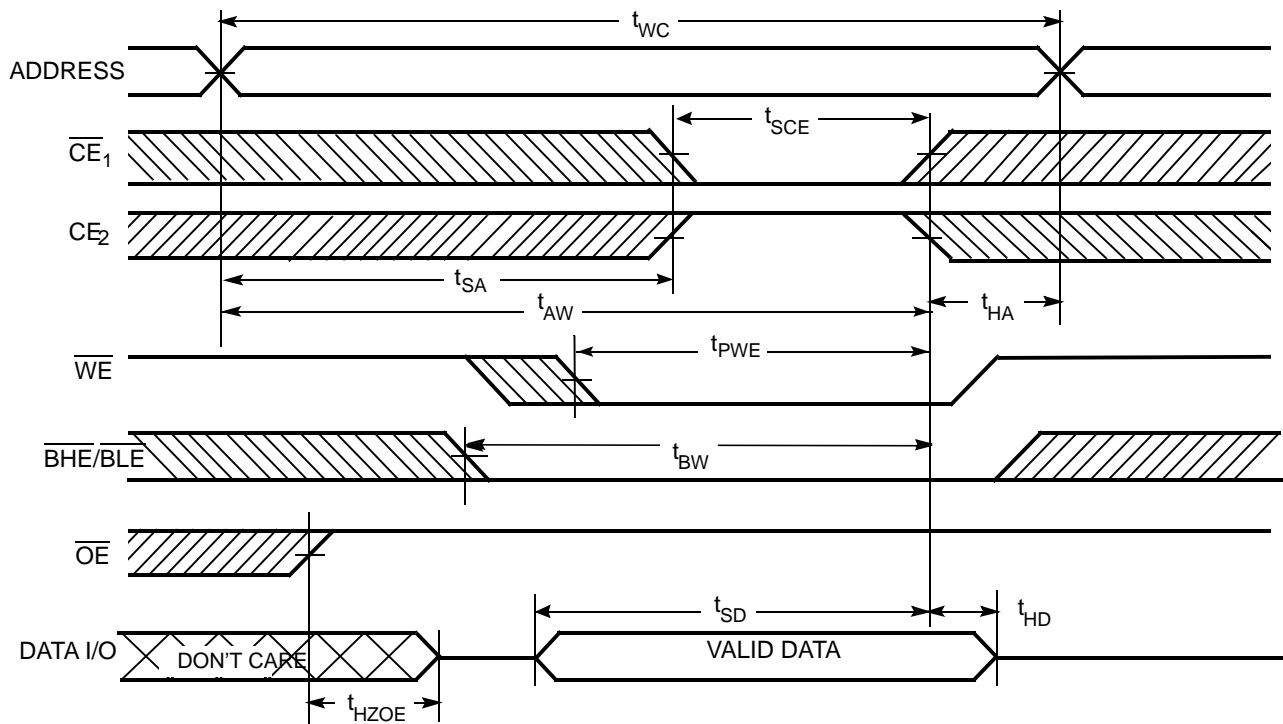 tWC
ADDRESS
tSCE
CE1
CE2
tSA
tAW
tHA
tPWE
WE
BHE/BLE
tBW
OE
tSD
tHD
DATA I/O
DON'T CARE
VALID DATA
tHZOE